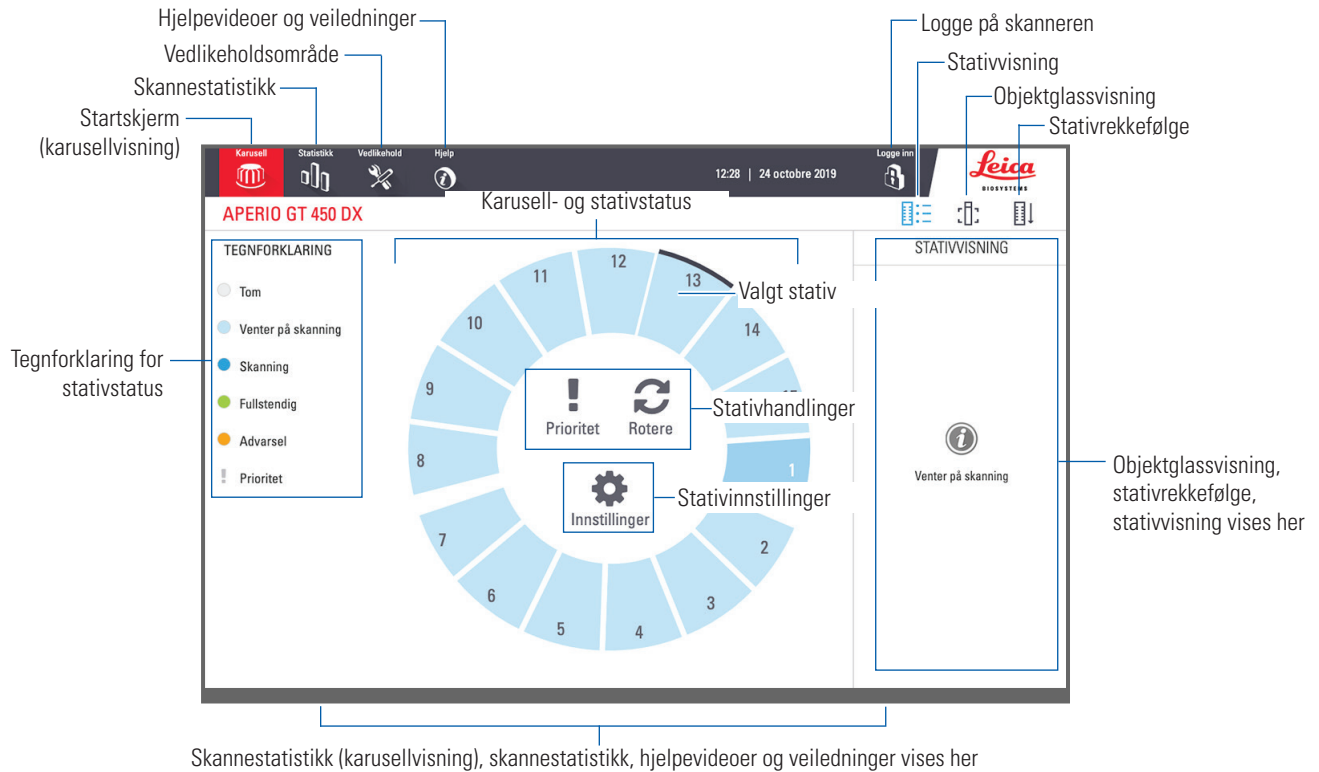 Hjelpevideoer og veiledninger
Vedlikeholdsområde
Skannestatistikk
Startskjerm
(karusellvisning)
Logge på skanneren
Stativvisning
Objektglassvisning
Stativrekkefølge
Karusell
Statistikk
Vedlikehold
Hjelp
12:28 | 24 octobre 2019
Logge inn
Leica
BIOSYSTEMS
APERIO GT 450 DX
Karusell- og stativstatus
TEGNFORKLARING
Tom
Venter på skanning
Skanning
Fullstendig
Advarsel
Prioritet
Tegnforklaring for
stativstatus
11
12
13
Valgt stativ
10
14
9
8
1
7
2
6
3
5
4
Prioritet
Rotere
Stativhandlinger
Innstillinger
Stativinnstillinger
STATIVVISNING
Venter på skanning
Objektglassvisning,
stativrekkefølge,
stativvisning vises her
Skannestatistikk (karusellvisning), skannestatistikk, hjelpevideoer og veiledninger vises her